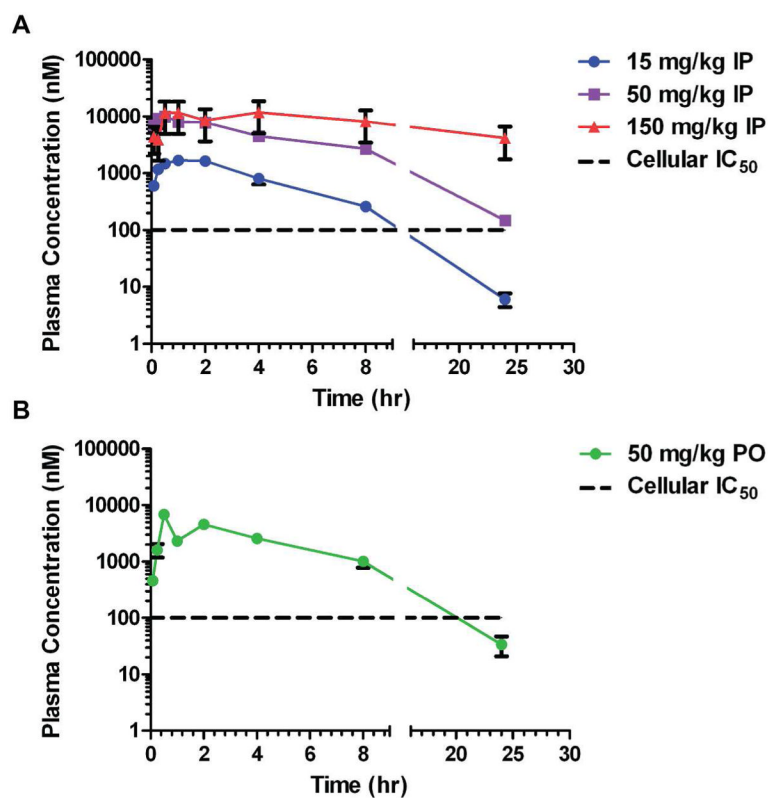 A
Plasma Concentration (nM)
100000
10000
1000
100
10
1
0 2 4 6 8 20 25 30
Time (hr)
15 mg/kg IP
50 mg/kg IP
150 mg/kg IP
Cellular IC50
B
Plasma Concentration (nM)
100000
10000
1000
100
10
1
0 2 4 6 8 20 25 30
Time (hr)
50 mg/kg PO
Cellular IC50